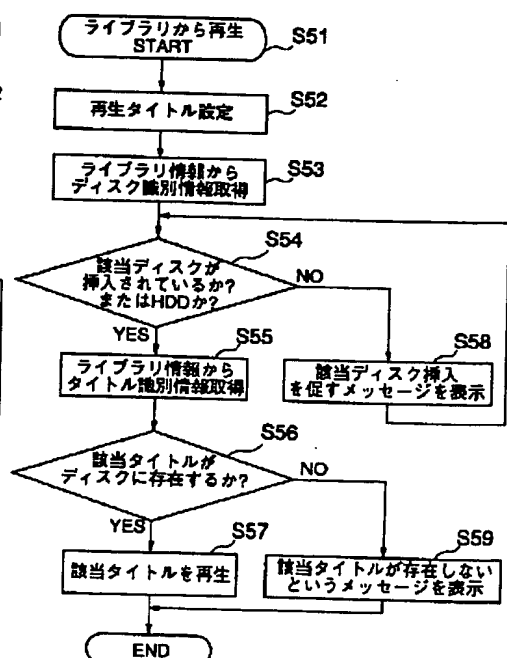 ライブラリから再生
START
S51
再生タイトル設定
S52
ライブラリ情報から
ディスク識別情報取得
S53
該当ディスクが
挿入されているか?
またはHDDか?
S54
NO
YES
ライブラリ情報から
タイトル識別情報取得
S55
該当ディスク挿入
を促すメッセージを表示
S58
該当タイトルが
ディスクに存在するか?
S56
NO
YES
該当タイトルを再生
S57
該当タイトルが存在しない
というメッセージを表示
S59
END